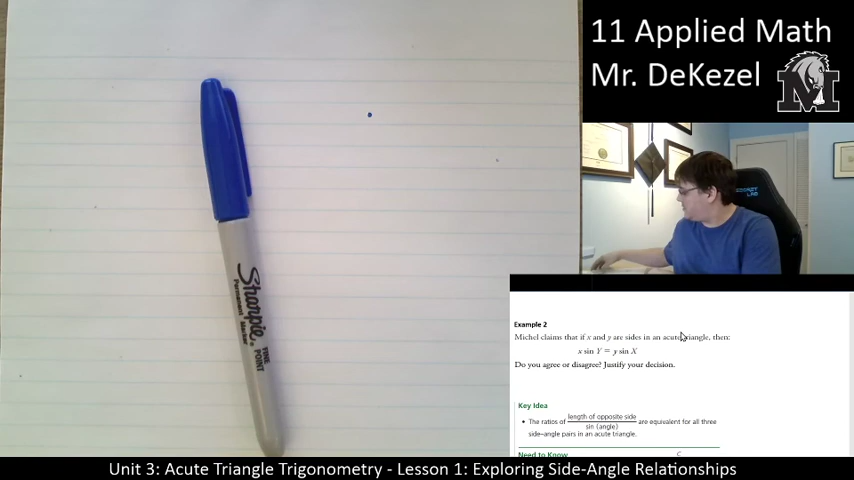 11 Applied Math
Mr. DeKezel
M
Sharpie
Permanent Marker
FINE
POINT
Example 2
Michel claims that if x and y are sides in an acute triangle, then:
x sin Y = y sin X
Do you agree or disagree? Justify your decision.
Key Idea
• The ratios of length of opposite side / sin (angle) are equivalent for all three
side–angle pairs in an acute triangle.
Need to Know
C
Unit 3: Acute Triangle Trigonometry - Lesson 1: Exploring Side-Angle Relationships